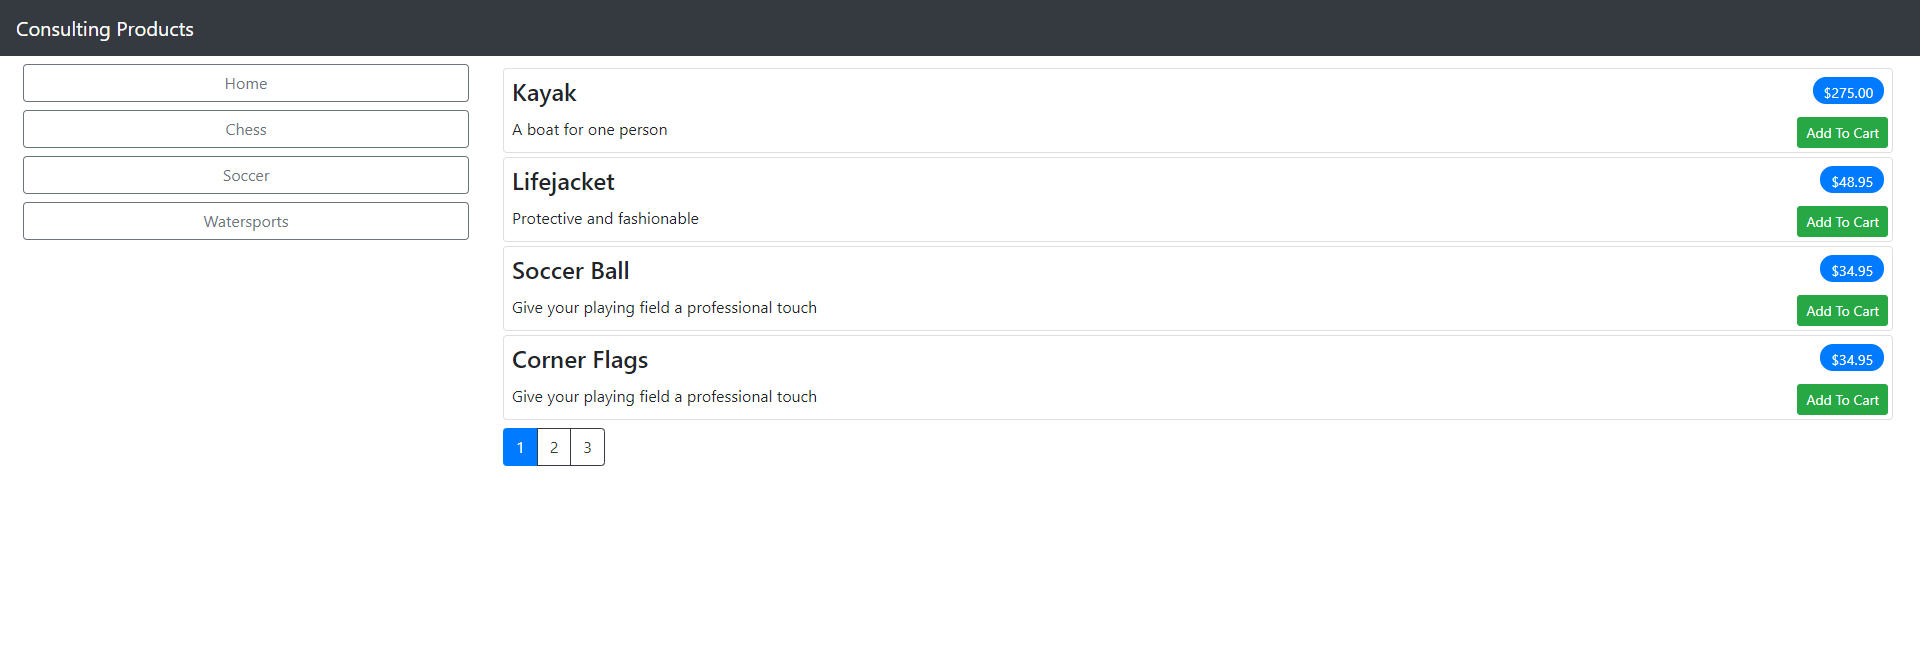 Consulting Products
Home
Chess
Soccer
Watersports
Kayak
$275.00
A boat for one person
Add To Cart
Lifejacket
$48.95
Protective and fashionable
Add To Cart
Soccer Ball
$34.95
Give your playing field a professional touch
Add To Cart
Corner Flags
$34.95
Give your playing field a professional touch
Add To Cart
1 2 3